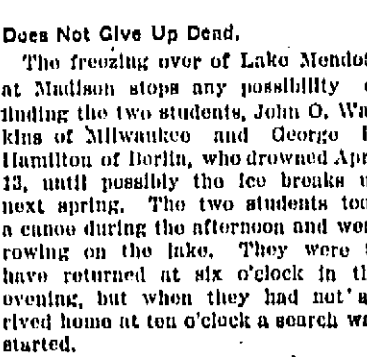 Does Not Give Up Dead.
The freezing over of Lake Mendot
at Madison stops any possibility
finding the two students, John O. Wa
kins of Milwaukee and George
Hamilton of Berlin, who drowned Apr
13, until possibly the ice breaks u
next spring. The two students too
a canoe during the afternoon and we
rowing on the lake. They were
have returned at six o'clock in th
evening, but when they had not a
rived home at ten o'clock a search wa
started.